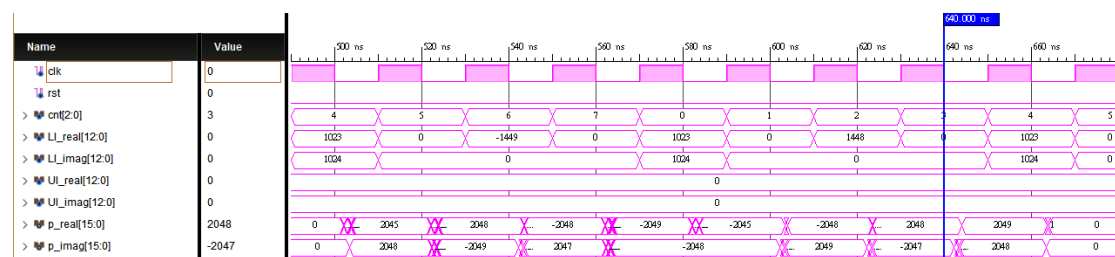 640.000 ns
Name Value 500 ns 520 ns 540 ns 560 ns 580 ns 600 ns 620 ns 640 ns 660 ns
clk 0
rst 0
cnt[2:0] 3 4 5 6 7 0 1 2 3 4 5
LI_real[12:0] 0 1023 0 -1449 0 1023 0 1448 0 1023 0
LI_imag[12:0] 0 1024 0 1024 0 1024 0
UI_real[12:0] 0 0
UI_imag[12:0] 0 0
p_real[15:0] 2048 0 2045 2048 -2048 -2049 -2045 -2048 2048 2049 1 0
p_imag[15:0] -2047 0 2048 -2049 2047 -2048 2049 -2047 2048 0